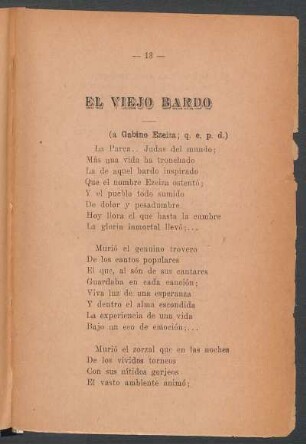 — 13 —
EL VIEJO BARDO
(a Gabino Ezeiza; q. e. p. d.)
La Parca.. Judas del mundo;
Más una vida ha tronchado
La de aquel bardo inspirado
Que el nombre Ezeiza ostentó;
Y el pueblo todo sumido
De dolor y pesadumbre
Hoy llora el que hasta la cumbre
La gloria inmortal llevó;...
Murió el genuino trovero
De los cantos populares
El que, al són de sus cantares
Guardaba en cada canción;
Viva luz de una esperanza
Y dentro el alma escondida
La experiencia de una vida
Bajo un eco de emoción;...
Murió el zorzal que en las noches
De los vividos torneos
Con sus nítidos gorjeos
El vasto ambiente animó;